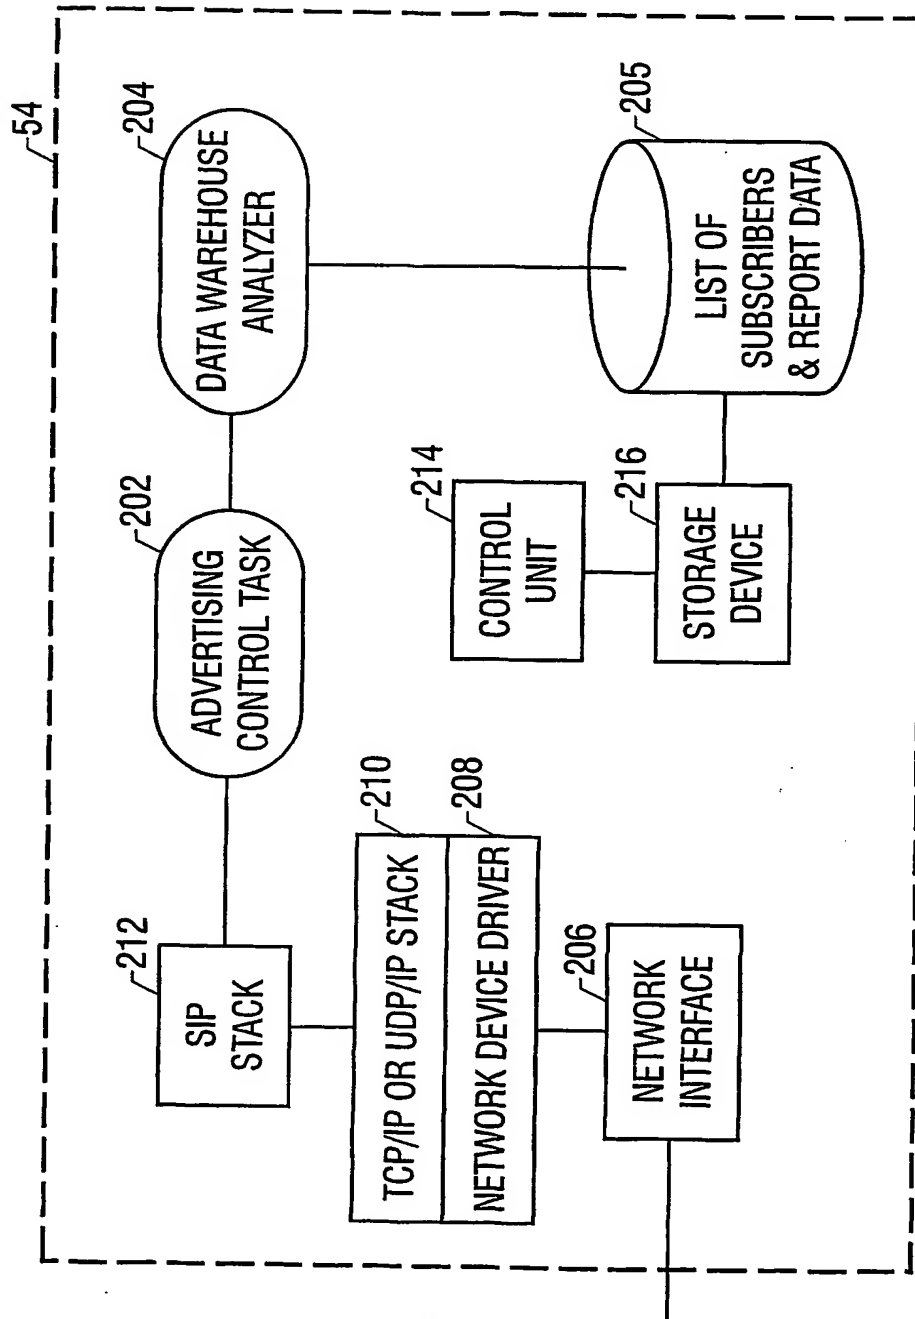 54
212
SIP
STACK
202
ADVERTISING
CONTROL TASK
204
DATA WAREHOUSE
ANALYZER
210
TCP/IP OR UDP/IP STACK
208
NETWORK DEVICE DRIVER
206
NETWORK
INTERFACE
214
CONTROL
UNIT
216
STORAGE
DEVICE
205
LIST OF
SUBSCRIBERS
& REPORT DATA